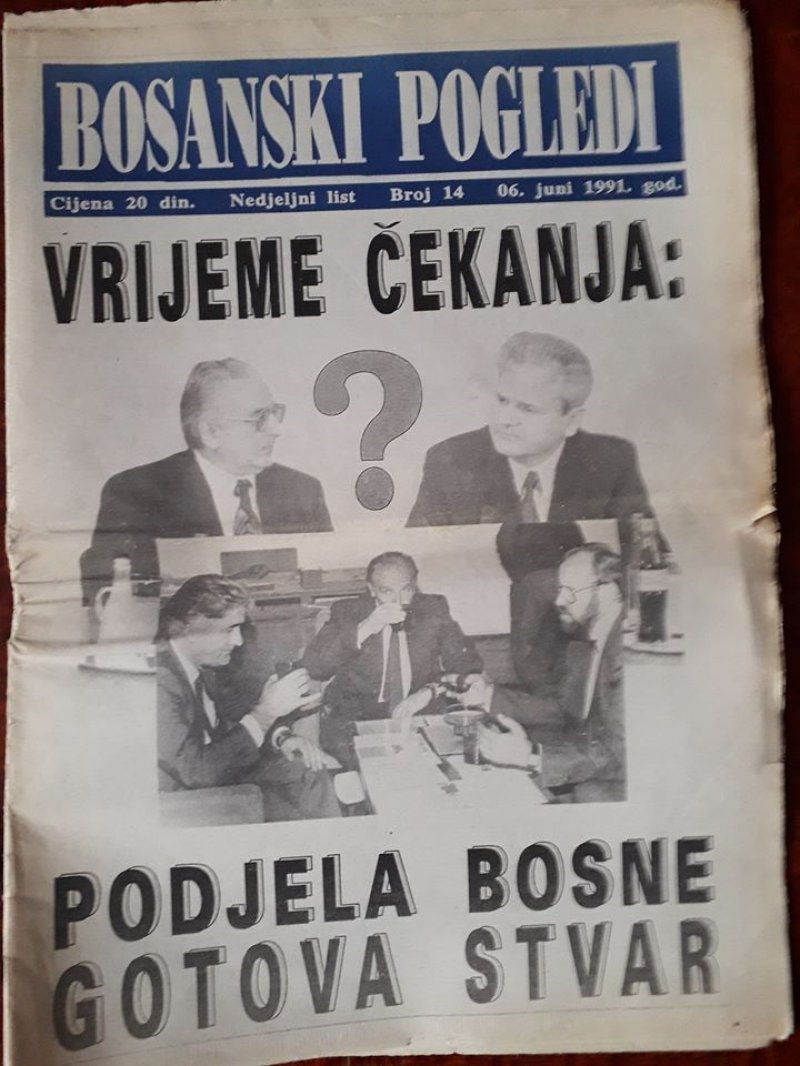 BOSANSKI POGLEDI
Cijena 20 din. Nedjeljni list Broj 14 06. juni 1991. god.
VRIJEME ČEKANJA:
?
PODJELA BOSNE
GOTOVA STVAR